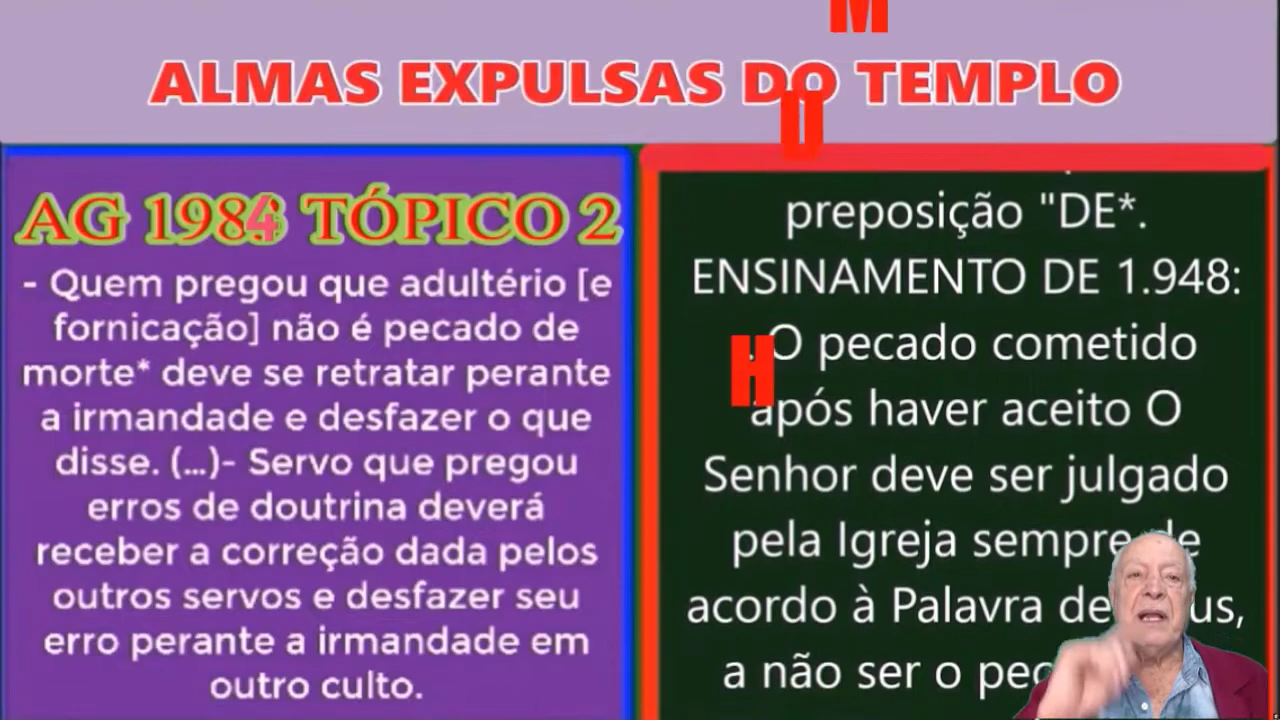 M
ALMAS EXPULSAS DO TEMPLO
U
AG 1984 TÓPICO 2
- Quem pregou que adultério [e
fornicação] não é pecado de
morte* deve se retratar perante
a irmandade e desfazer o que
disse. (...)- Servo que pregou
erros de doutrina deverá
receber a correção dada pelos
outros servos e desfazer seu
erro perante a irmandade em
outro culto.
preposição "DE*.
ENSINAMENTO DE 1.948:
H
. O pecado cometido
após haver aceito O
Senhor deve ser julgado
pela Igreja sempre de
acordo à Palavra de
a não ser o